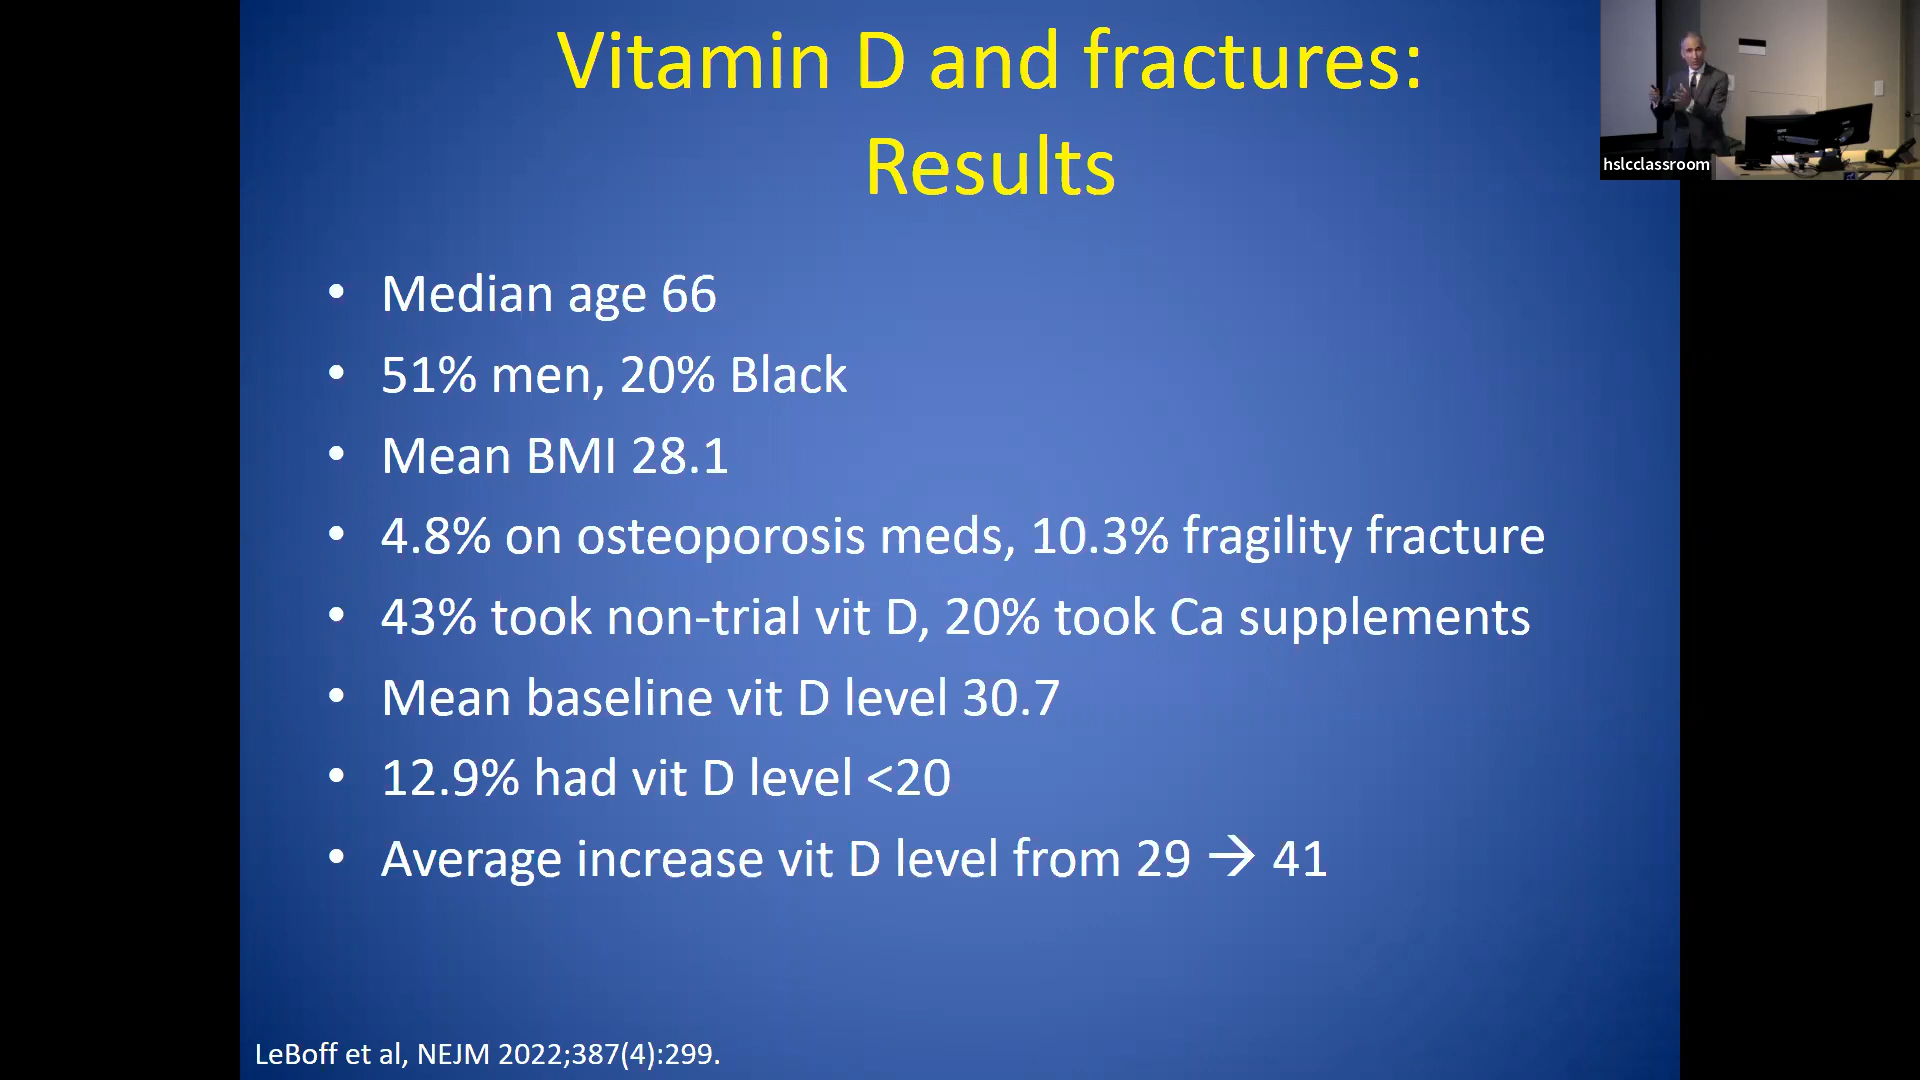 Vitamin D and fractures:
Results
hslcclassroom
• Median age 66
• 51% men, 20% Black
• Mean BMI 28.1
• 4.8% on osteoporosis meds, 10.3% fragility fracture
• 43% took non-trial vit D, 20% took Ca supplements
• Mean baseline vit D level 30.7
• 12.9% had vit D level <20
• Average increase vit D level from 29 → 41
LeBoff et al, NEJM 2022;387(4):299.